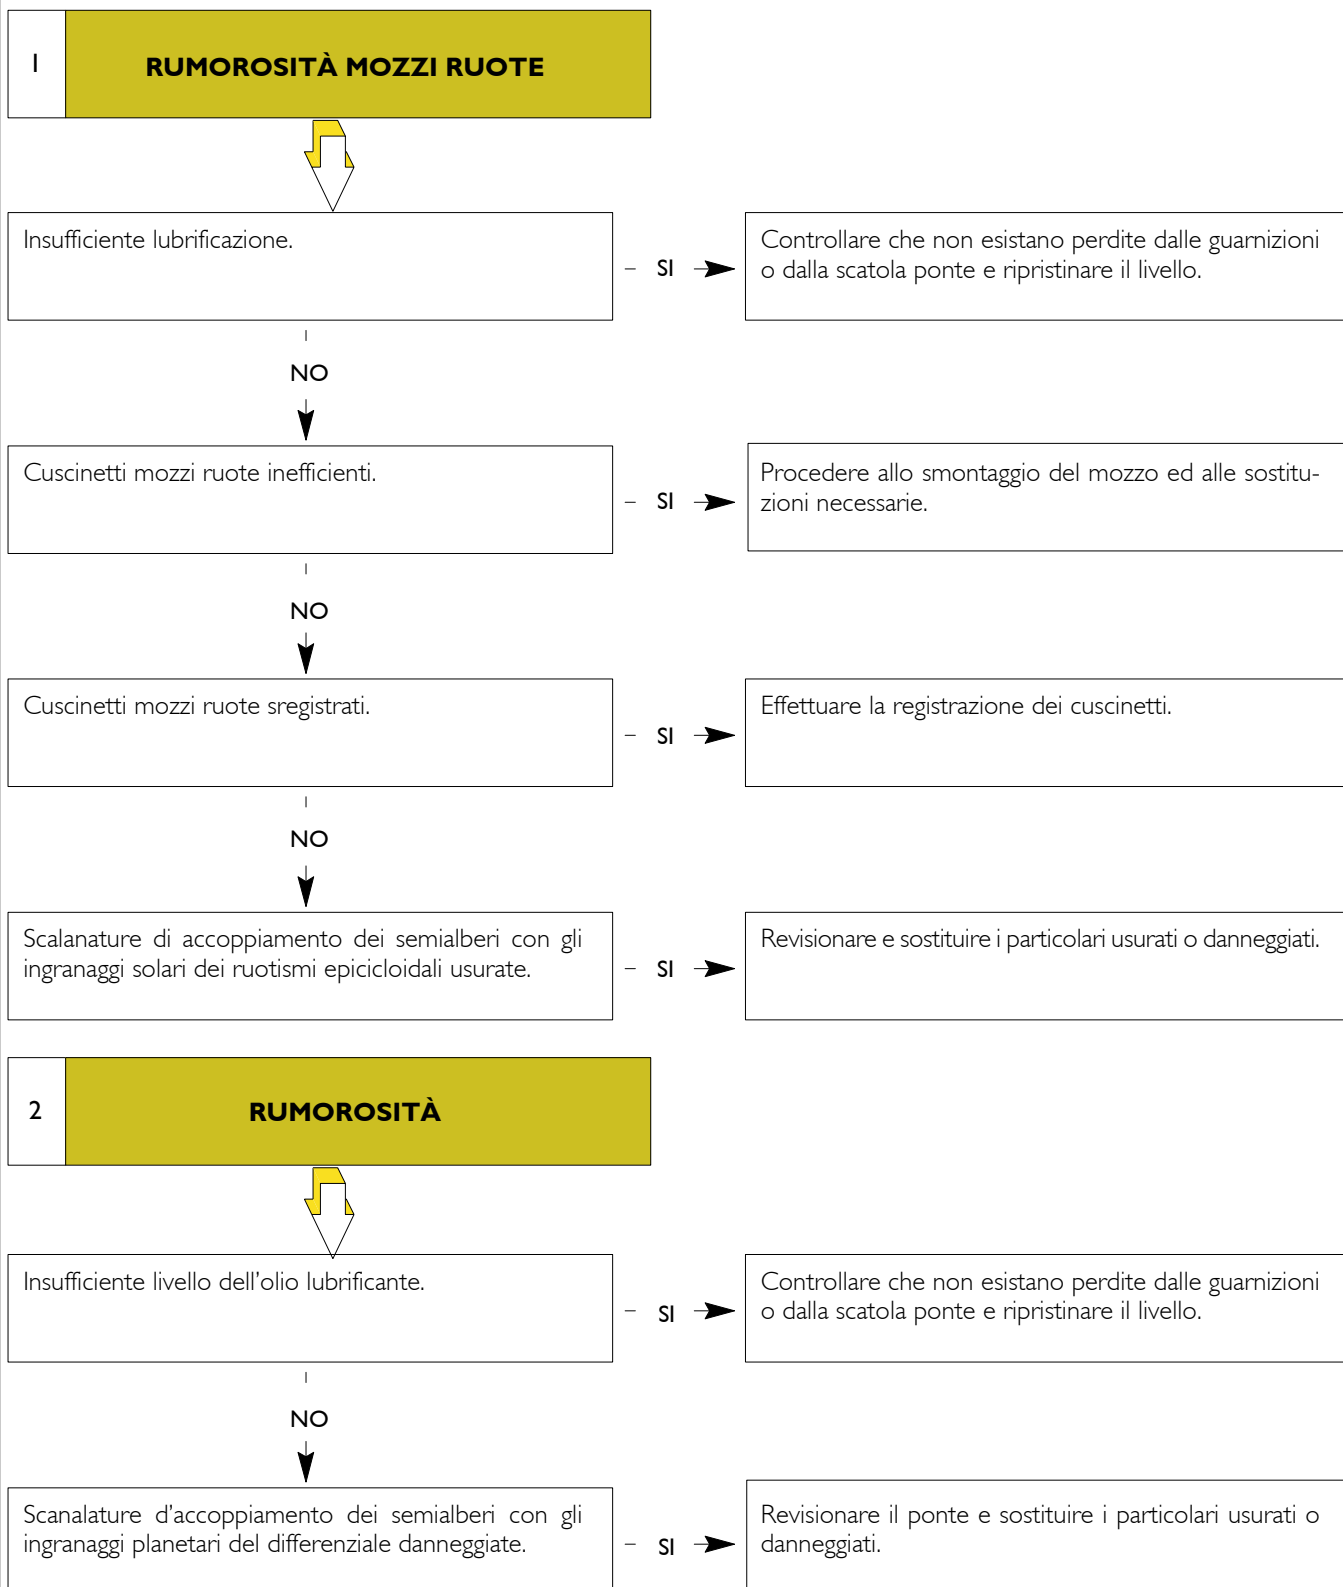 1
RUMOROSITÀ MOZZI RUOTE
Insufficiente lubrificazione.
SI
Controllare che non esistano perdite dalle guarnizioni
o dalla scatola ponte e ripristinare il livello.
NO
Cuscinetti mozzi ruote inefficienti.
SI
Procedere allo smontaggio del mozzo ed alle sostitu-
zioni necessarie.
NO
Cuscinetti mozzi ruote sregistrati.
SI
Effettuare la registrazione dei cuscinetti.
NO
Scalanature di accoppiamento dei semialberi con gli
ingranaggi solari dei ruotismi epicicloidali usurate.
SI
Revisionare e sostituire i particolari usurati o danneggiati.
2
RUMOROSITÀ
Insufficiente livello dell'olio lubrificante.
SI
Controllare che non esistano perdite dalle guarnizioni
o dalla scatola ponte e ripristinare il livello.
NO
Scanalature d'accoppiamento dei semialberi con gli
ingranaggi planetari del differenziale danneggiate.
SI
Revisionare il ponte e sostituire i particolari usurati o
danneggiati.